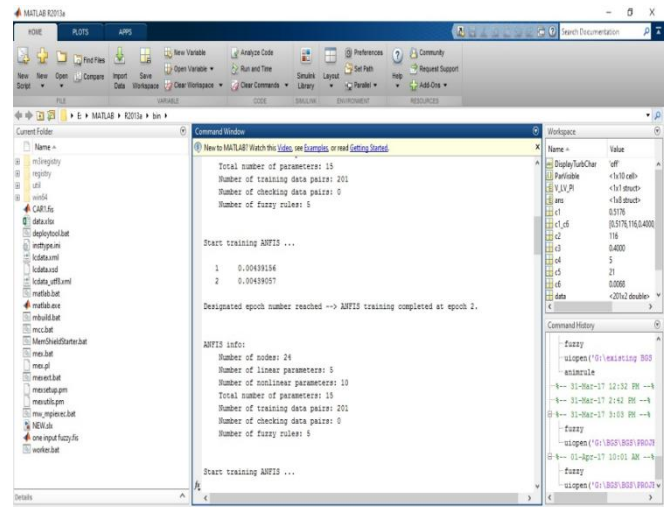 MATLAB R2013a
HOME PLOTS APPS
Search Documentation
New Script
New
Open
Find Files
Compare
Import Data
Save Workspace
New Variable
Open Variable
Clear Workspace
Analyze Code
Run and Time
Clear Commands
Simulink Library
Layout
Preferences
Set Path
Parallel
Help
Community
Request Support
Add-Ons
FILE VARIABLE CODE SIMULINK ENVIRONMENT RESOURCES
E: MATLAB R2013a bin
Current Folder
Name
m3iregistry
registry
util
win64
CAR1.fis
data.xlsx
deploytool.bat
insttype.ini
lcdata.xml
lcdata.xsd
lcdata_utf8.xml
matlab.bat
matlab.exe
mbuild.bat
mcc.bat
MemShieldStarter.bat
mex.bat
mex.pl
mexext.bat
mexsetup.pm
mexutils.pm
mw_mpiexec.bat
NEW.slx
one input fuzzy.fis
worker.bat
Details
Command Window
New to MATLAB? Watch this Video, see Examples, or read Getting Started.
Total number of parameters: 15
Number of training data pairs: 201
Number of checking data pairs: 0
Number of fuzzy rules: 5
Start training ANFIS ...
1 0.00439156
2 0.00439057
Designated epoch number reached --> ANFIS training completed at epoch 2.
ANFIS info:
Number of nodes: 24
Number of linear parameters: 5
Number of nonlinear parameters: 10
Total number of parameters: 15
Number of training data pairs: 201
Number of checking data pairs: 0
Number of fuzzy rules: 5
Start training ANFIS ...
fx
Workspace
Name Value
DisplayTurbChar 'off'
ParVisible <1x10 cell>
V_LV_PI <1x1 struct>
ans <1x8 struct>
c1 0.5176
c1_c6 [0.5176,116,0.4000,
c2 116
c3 0.4000
c4 5
c5 21
c6 0.0068
data <201x2 double>
Command History
fuzzy
uiopen('G:\existing BGS
animrule
%-- 31-Mar-17 12:32 PM --%
%-- 31-Mar-17 2:42 PM --%
%-- 31-Mar-17 3:03 PM --%
fuzzy
uiopen('G:\BGS\BGS\PROJE
%-- 01-Apr-17 10:01 AM --%
fuzzy
uiopen('G:\BGS\BGS\PROJE